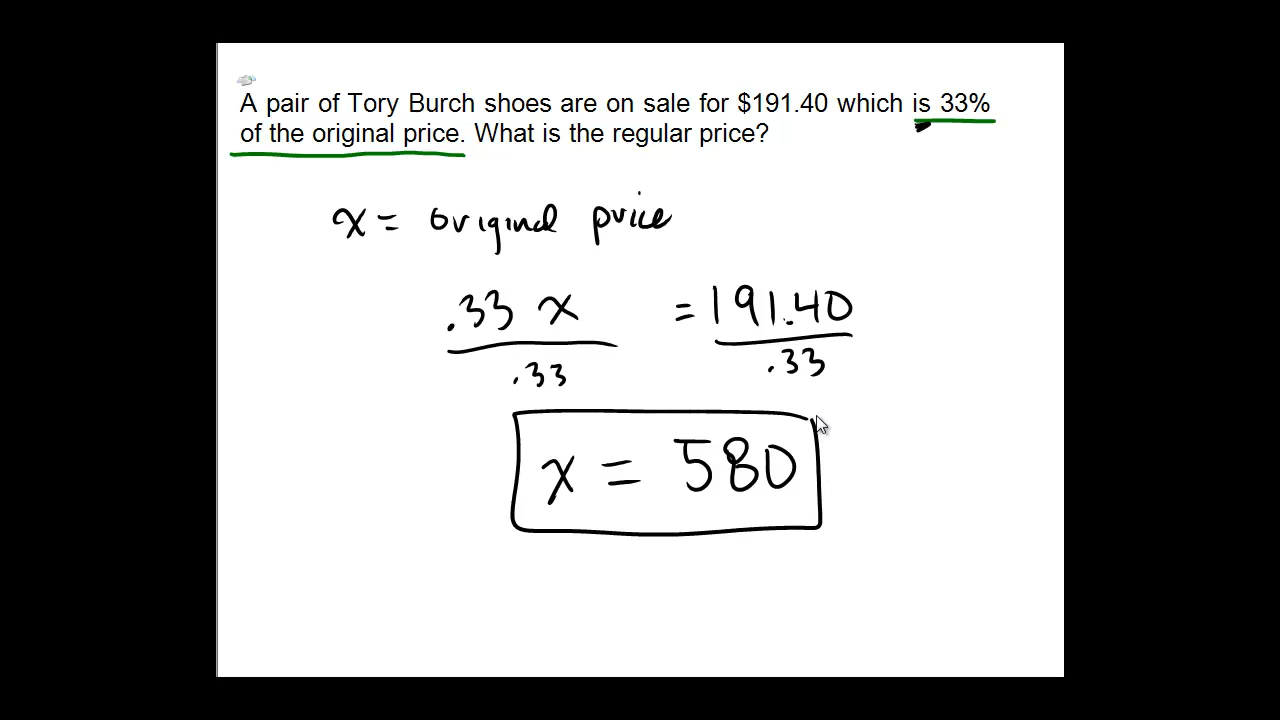 A pair of Tory Burch shoes are on sale for $191.40 which is 33%
of the original price. What is the regular price?
x = original price
.33 x = 191.40
.33 .33
x = 580